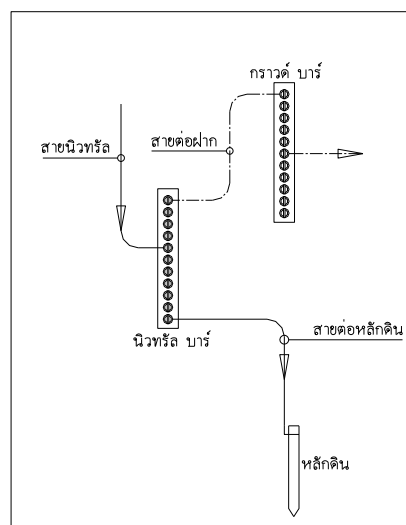 กราวด์ บาร์
สายต่อฝาก
สายนิวทรัล
สายต่อหลักดิน
นิวทรัล บาร์
หลักดิน